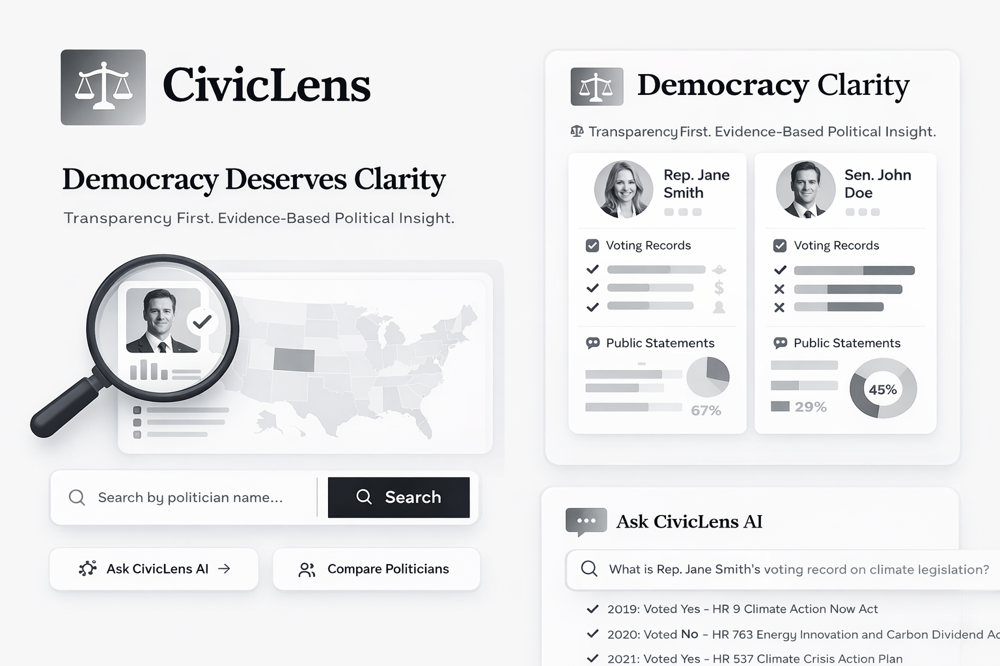 CivicLens
Democracy Deserves Clarity
Transparency First. Evidence-Based Political Insight.
Search by politician name...
Search
Ask CivicLens AI →
Compare Politicians
Democracy Clarity
Transparency First. Evidence-Based Political Insight.
Rep. Jane
Smith
Voting Records
$
Public Statements
67%
Sen. John
Doe
Voting Records
Public Statements
45%
29%
Ask CivicLens AI
What is Rep. Jane Smith's voting record on climate legislation?
2019: Voted Yes - HR 9 Climate Action Now Act
2020: Voted No - HR 763 Energy Innovation and Carbon Dividend Ac
2021: Voted Yes - HR 537 Climate Crisis Action Plan